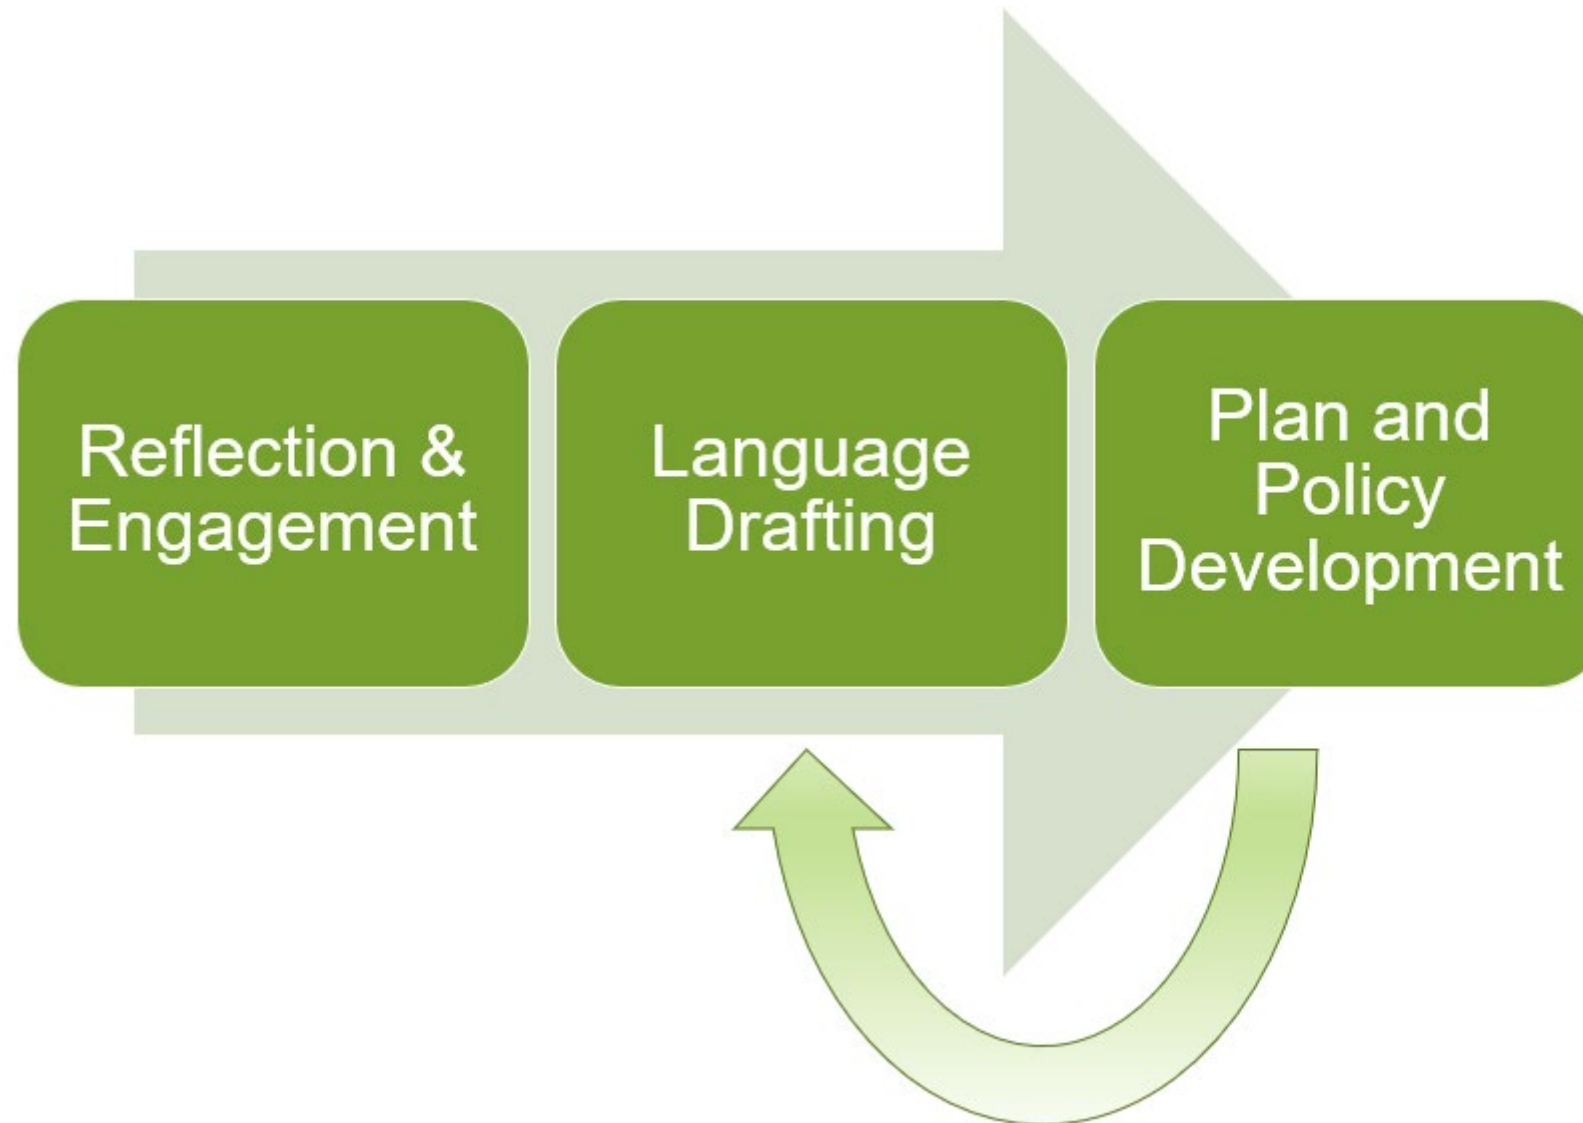 Reflection &
Engagement
Language
Drafting
Plan and
Policy
Development